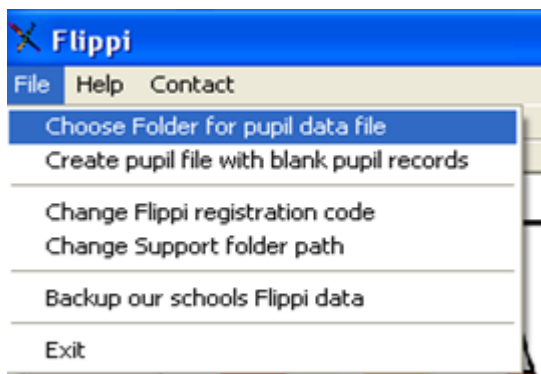 Flippi
File Help Contact
Choose Folder for pupil data file
Create pupil file with blank pupil records
Change Flippi registration code
Change Support folder path
Backup our schools Flippi data
Exit